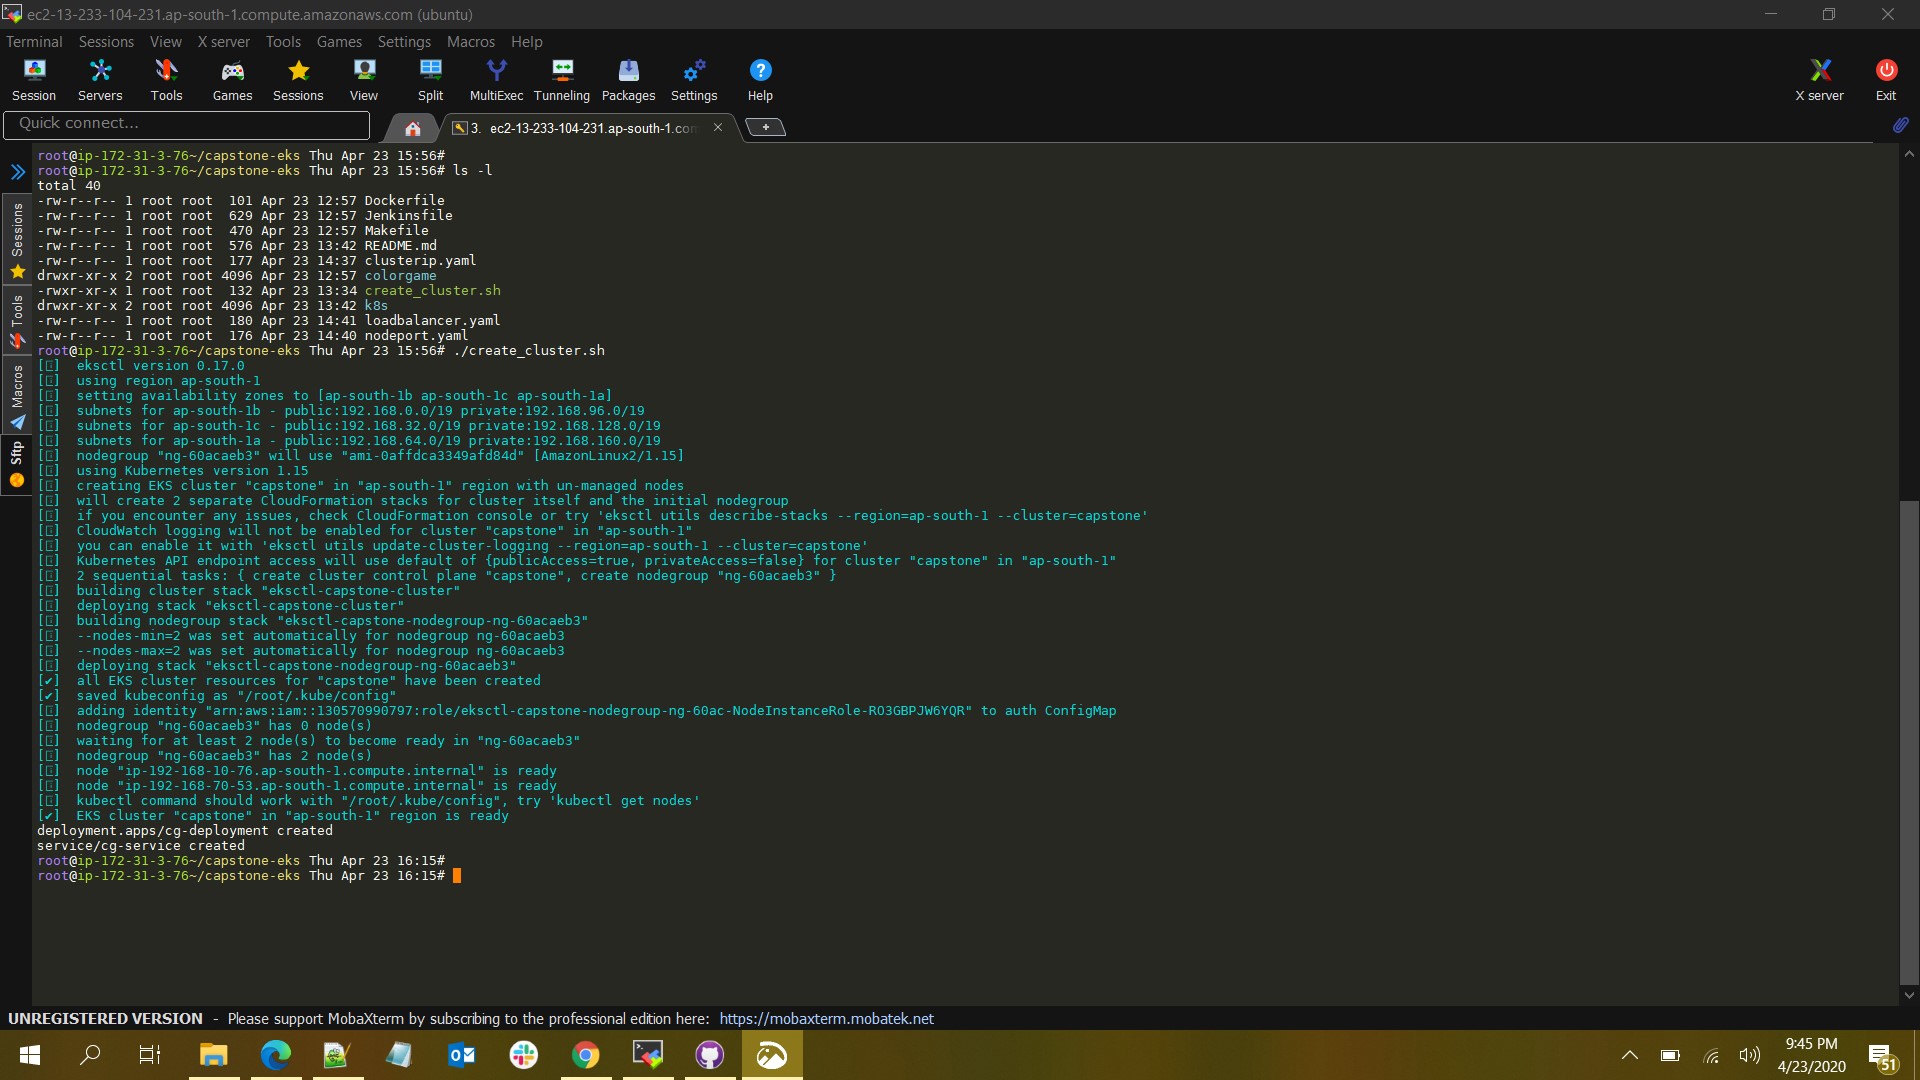 ec2-13-233-104-231.ap-south-1.compute.amazonaws.com (ubuntu)
Terminal Sessions View X server Tools Games Settings Macros Help
Session Servers Tools Games Sessions View Split MultiExec Tunneling Packages Settings Help X server Exit
Quick connect...
3. ec2-13-233-104-231.ap-south-1.con
Sessions
Tools
Macros
Sftp
root@ip-172-31-3-76~/capstone-eks Thu Apr 23 15:56#
root@ip-172-31-3-76~/capstone-eks Thu Apr 23 15:56# ls -l
total 40
-rw-r--r-- 1 root root  101 Apr 23 12:57 Dockerfile
-rw-r--r-- 1 root root  629 Apr 23 12:57 Jenkinsfile
-rw-r--r-- 1 root root  470 Apr 23 12:57 Makefile
-rw-r--r-- 1 root root  576 Apr 23 13:42 README.md
-rw-r--r-- 1 root root  177 Apr 23 14:37 clusterip.yaml
drwxr-xr-x 2 root root 4096 Apr 23 12:57 colorgame
-rwxr-xr-x 1 root root  132 Apr 23 13:34 create_cluster.sh
drwxr-xr-x 2 root root 4096 Apr 23 13:42 k8s
-rw-r--r-- 1 root root  180 Apr 23 14:41 loadbalancer.yaml
-rw-r--r-- 1 root root  176 Apr 23 14:40 nodeport.yaml
root@ip-172-31-3-76~/capstone-eks Thu Apr 23 15:56# ./create_cluster.sh
[ℹ]  eksctl version 0.17.0
[ℹ]  using region ap-south-1
[ℹ]  setting availability zones to [ap-south-1b ap-south-1c ap-south-1a]
[ℹ]  subnets for ap-south-1b - public:192.168.0.0/19 private:192.168.96.0/19
[ℹ]  subnets for ap-south-1c - public:192.168.32.0/19 private:192.168.128.0/19
[ℹ]  subnets for ap-south-1a - public:192.168.64.0/19 private:192.168.160.0/19
[ℹ]  nodegroup "ng-60acaeb3" will use "ami-0affdca3349afd84d" [AmazonLinux2/1.15]
[ℹ]  using Kubernetes version 1.15
[ℹ]  creating EKS cluster "capstone" in "ap-south-1" region with un-managed nodes
[ℹ]  will create 2 separate CloudFormation stacks for cluster itself and the initial nodegroup
[ℹ]  if you encounter any issues, check CloudFormation console or try 'eksctl utils describe-stacks --region=ap-south-1 --cluster=capstone'
[ℹ]  CloudWatch logging will not be enabled for cluster "capstone" in "ap-south-1"
[ℹ]  you can enable it with 'eksctl utils update-cluster-logging --region=ap-south-1 --cluster=capstone'
[ℹ]  Kubernetes API endpoint access will use default of {publicAccess=true, privateAccess=false} for cluster "capstone" in "ap-south-1"
[ℹ]  2 sequential tasks: { create cluster control plane "capstone", create nodegroup "ng-60acaeb3" }
[ℹ]  building cluster stack "eksctl-capstone-cluster"
[ℹ]  deploying stack "eksctl-capstone-cluster"
[ℹ]  building nodegroup stack "eksctl-capstone-nodegroup-ng-60acaeb3"
[ℹ]  --nodes-min=2 was set automatically for nodegroup ng-60acaeb3
[ℹ]  --nodes-max=2 was set automatically for nodegroup ng-60acaeb3
[ℹ]  deploying stack "eksctl-capstone-nodegroup-ng-60acaeb3"
[✔]  all EKS cluster resources for "capstone" have been created
[✔]  saved kubeconfig as "/root/.kube/config"
[ℹ]  adding identity "arn:aws:iam::130570990797:role/eksctl-capstone-nodegroup-ng-60ac-NodeInstanceRole-RO3GBPJW6YQR" to auth ConfigMap
[ℹ]  nodegroup "ng-60acaeb3" has 0 node(s)
[ℹ]  waiting for at least 2 node(s) to become ready in "ng-60acaeb3"
[ℹ]  nodegroup "ng-60acaeb3" has 2 node(s)
[ℹ]  node "ip-192-168-10-76.ap-south-1.compute.internal" is ready
[ℹ]  node "ip-192-168-70-53.ap-south-1.compute.internal" is ready
[ℹ]  kubectl command should work with "/root/.kube/config", try 'kubectl get nodes'
[✔]  EKS cluster "capstone" in "ap-south-1" region is ready
deployment.apps/cg-deployment created
service/cg-service created
root@ip-172-31-3-76~/capstone-eks Thu Apr 23 16:15#
root@ip-172-31-3-76~/capstone-eks Thu Apr 23 16:15#
UNREGISTERED VERSION - Please support MobaXterm by subscribing to the professional edition here: https://mobaxterm.mobatek.net
9:45 PM
4/23/2020
51